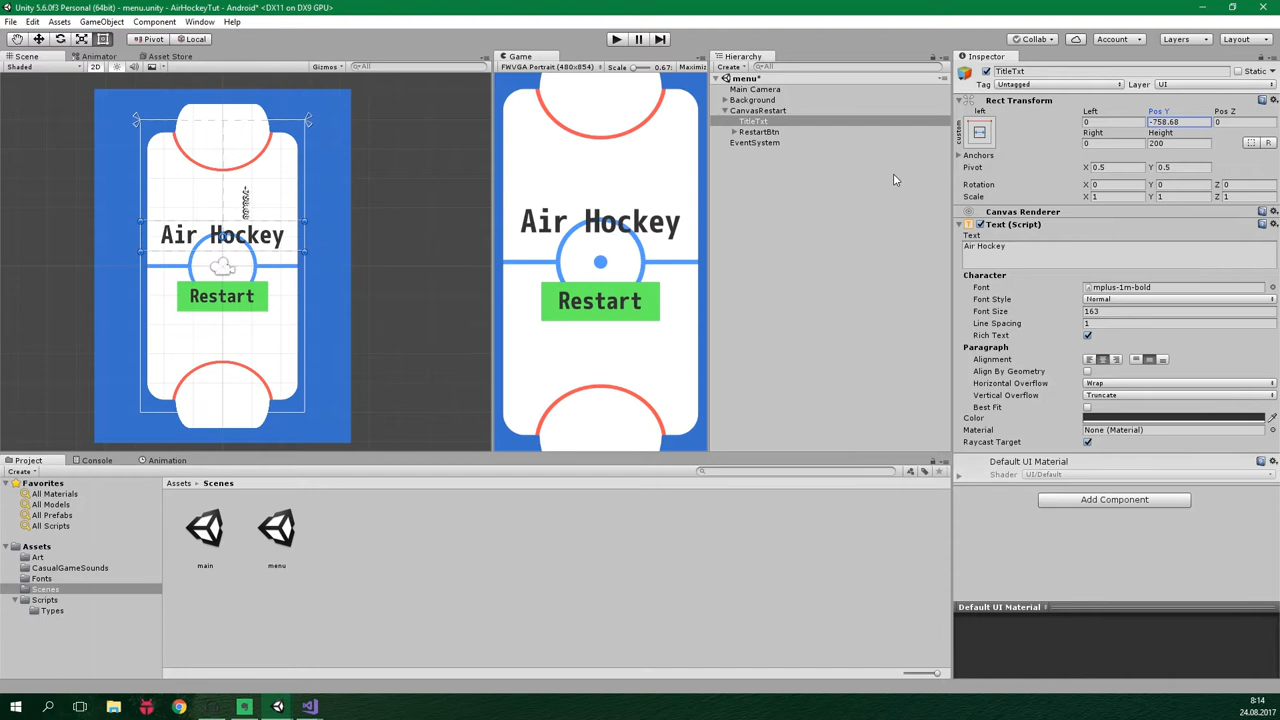 Unity 5.6.0f3 Personal (64bit) - menu.unity - AirHockeyTut - Android* <DX11 on DX9 GPU>
File Edit Assets GameObject Component Window Help
Pivot Local Collab Account Layers Layout
Scene Animator Asset Store
Shaded 2D Gizmos All
Air Hockey
Restart
Game
FWVGA Portrait (480x854) Scale 0.67: Maximiz
Air Hockey
Restart
Hierarchy
Create All
menu*
Main Camera
Background
CanvasRestart
TitleTxt
RestartBtn
EventSystem
Inspector
TitleTxt Static
Tag Untagged Layer UI
Rect Transform
left Left Pos Y Pos Z
custom 0 -758.68 0
Right Height
0 200 R
Anchors
Pivot X 0.5 Y 0.5
Rotation X 0 Y 0 Z 0
Scale X 1 Y 1 Z 1
Canvas Renderer
Text (Script)
Text
Air Hockey
Character
Font mplus-1m-bold
Font Style Normal
Font Size 163
Line Spacing 1
Rich Text
Paragraph
Alignment
Align By Geometry
Horizontal Overflow Wrap
Vertical Overflow Truncate
Best Fit
Color
Material None (Material)
Raycast Target
Default UI Material
Shader UI/Default
Add Component
Default UI Material
Project Console Animation
Create
Favorites
All Materials
All Models
All Prefabs
All Scripts
Assets
Art
CasualGameSounds
Fonts
Scenes
Scripts
Types
Assets Scenes
main menu
8:14
24.08.2017